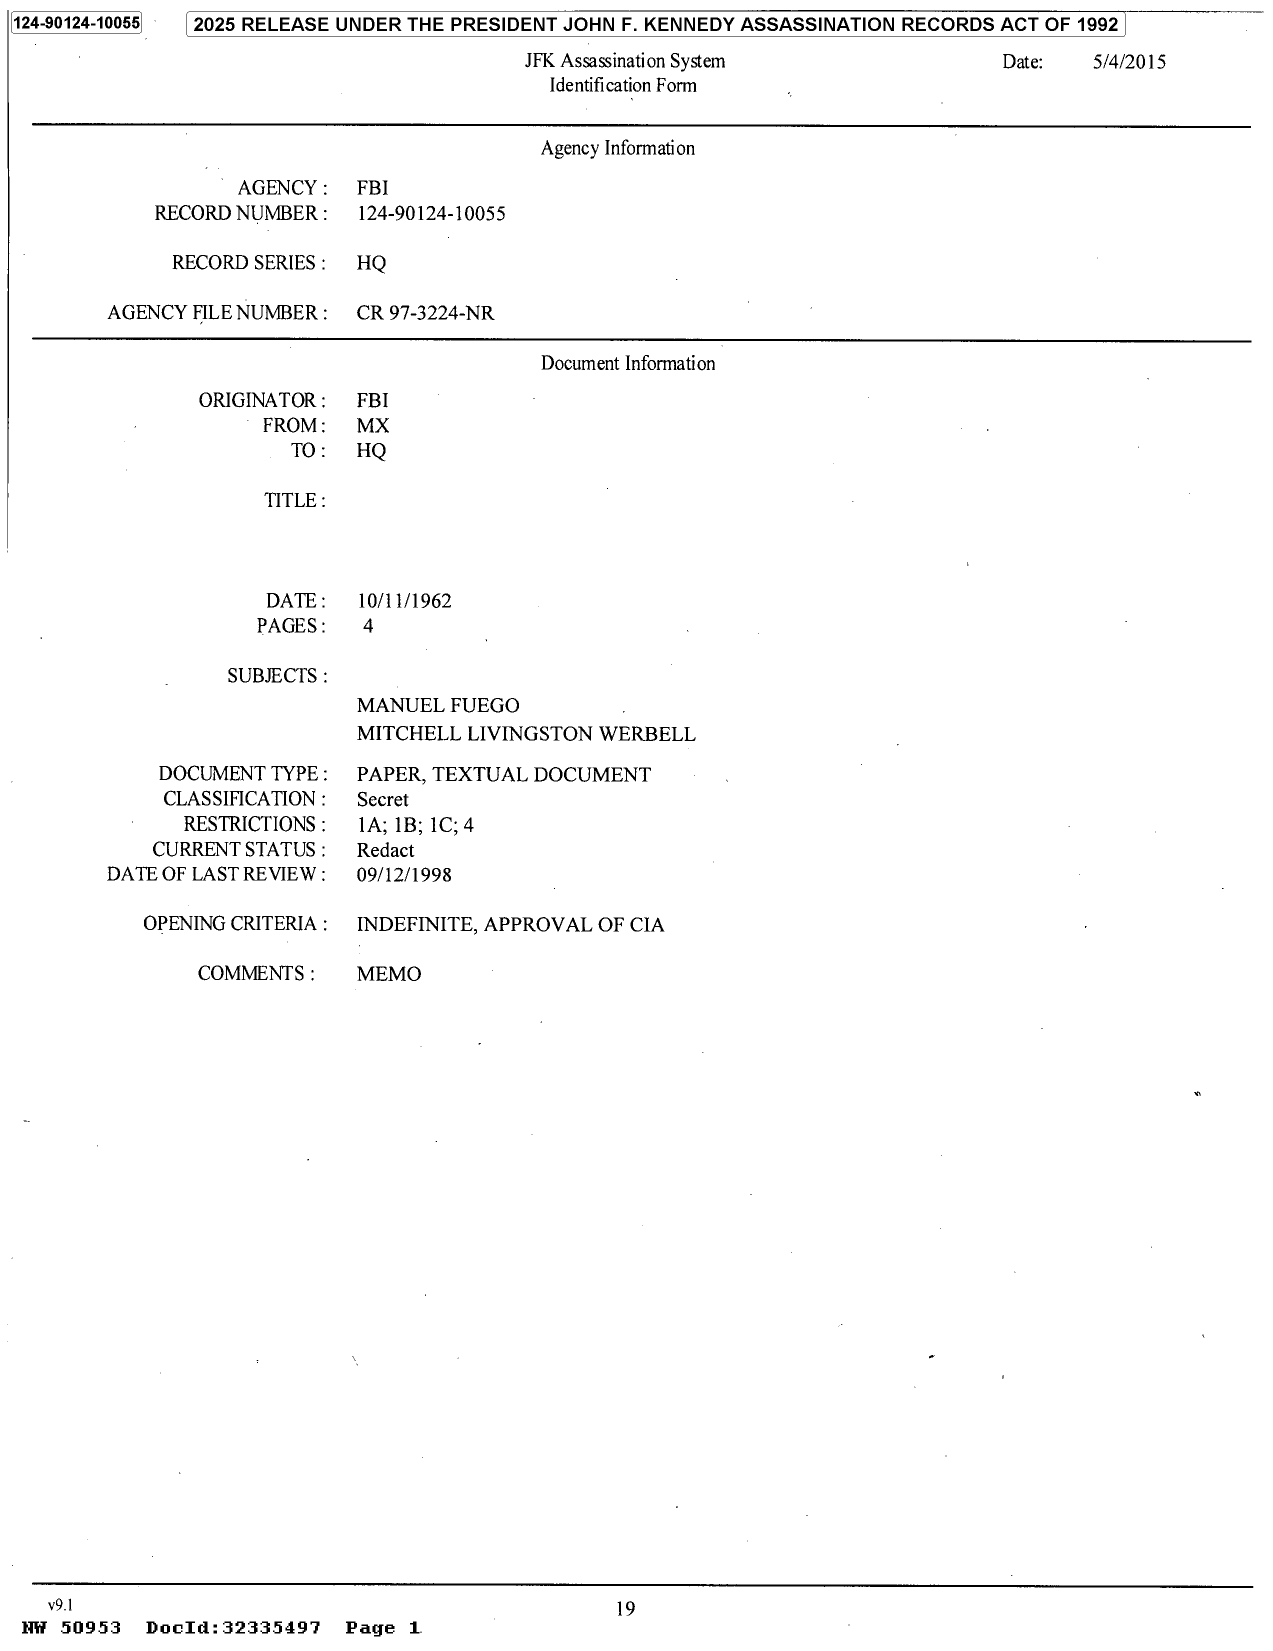 124-90124-10055
2025 RELEASE UNDER THE PRESIDENT JOHN F. KENNEDY ASSASSINATION RECORDS ACT OF 1992
JFK Assassination System
Date: 5/4/2015
Identification Form
Agency Information
AGENCY : FBI
RECORD NUMBER : 124-90124-10055
RECORD SERIES : HQ
AGENCY FILE NUMBER : CR 97-3224-NR
Document Information
ORIGINATOR : FBI
FROM : MX
TO : HQ
TITLE :
DATE : 10/11/1962
PAGES : 4
SUBJECTS :
MANUEL FUEGO
MITCHELL LIVINGSTON WERBELL
DOCUMENT TYPE : PAPER, TEXTUAL DOCUMENT
CLASSIFICATION : Secret
RESTRICTIONS : 1A; 1B; 1C; 4
CURRENT STATUS : Redact
DATE OF LAST REVIEW : 09/12/1998
OPENING CRITERIA : INDEFINITE, APPROVAL OF CIA
COMMENTS : MEMO
v9.1
19
NW 50953 DocId:32335497 Page 1